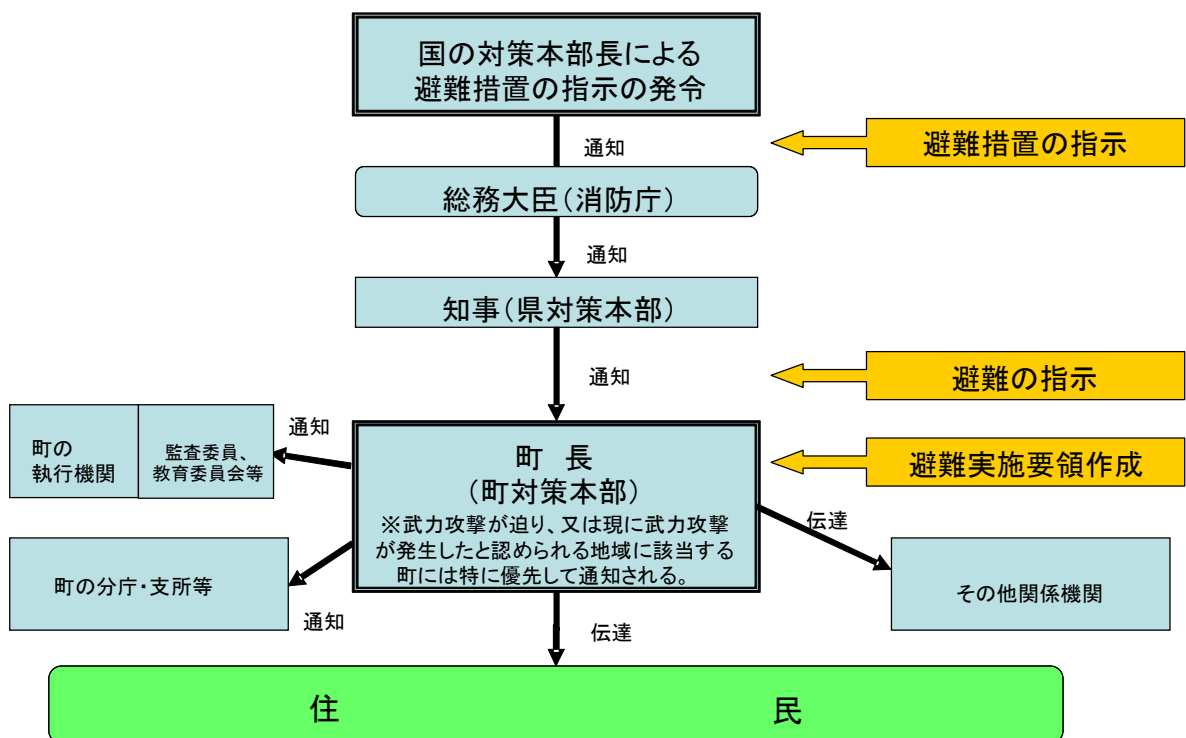 国の対策本部長による
避難措置の指示の発令
通知
避難措置の指示
総務大臣(消防庁)
通知
知事(県対策本部)
通知
避難の指示
町の
執行機関
監査委員、
教育委員会等
通知
町 長
(町対策本部)
※武力攻撃が迫り、又は現に武力攻撃
が発生したと認められる地域に該当する
町には特に優先して通知される。
避難実施要領作成
伝達
町の分庁・支所等
通知
その他関係機関
伝達
住 民